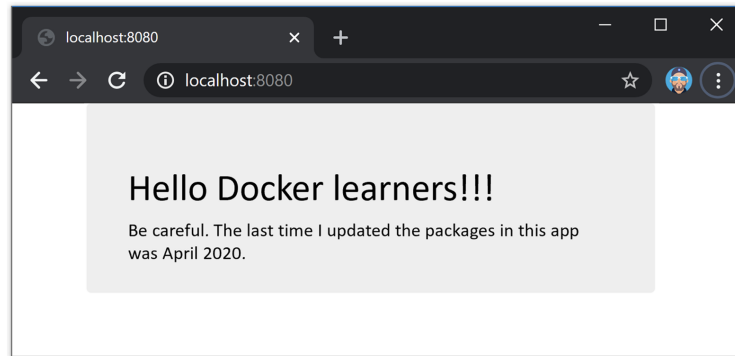 localhost:8080
localhost:8080
Hello Docker learners!!!
Be careful. The last time I updated the packages in this app
was April 2020.